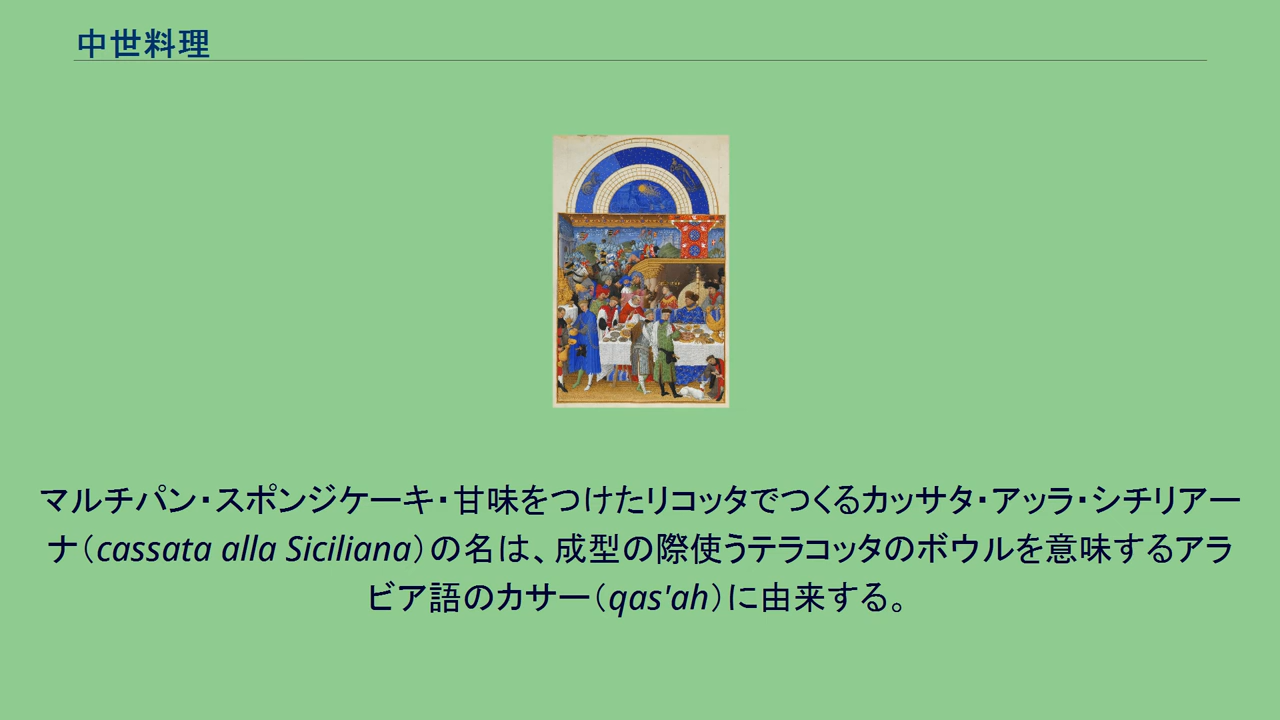 中世料理
マルチパン・スポンジケーキ・甘味をつけたリコッタでつくるカッサタ・アッラ・シチリアー
ナ（cassata alla Siciliana）の名は、成型の際使うテラコッタのボウルを意味するアラ
ビア語のカサー（qas'ah）に由来する。